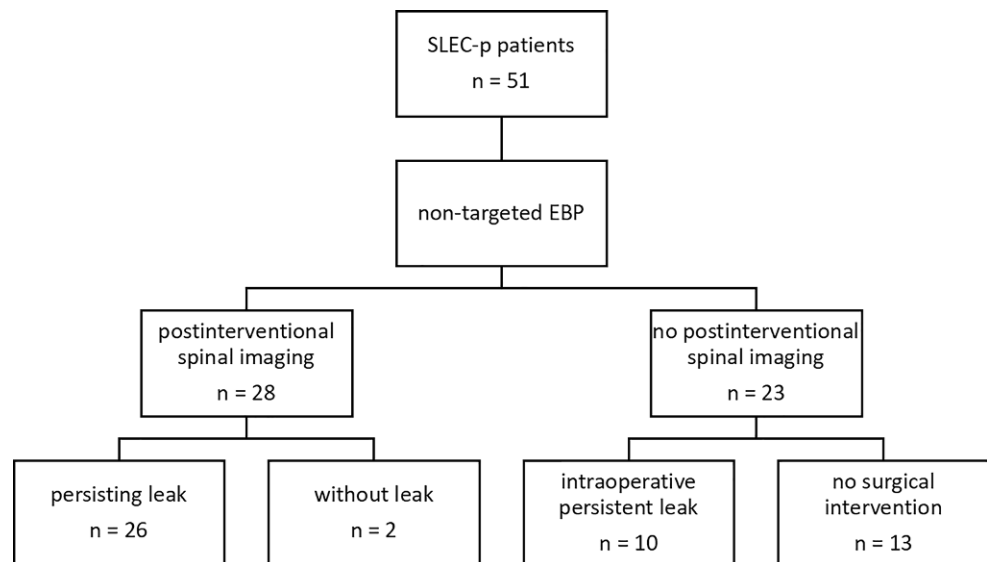 SLEC-p patients
n = 51
non-targeted EBP
postinterventional
spinal imaging
n = 28
no postinterventional
spinal imaging
n = 23
persisting leak
n = 26
without leak
n = 2
intraoperative
persistent leak
n = 10
no surgical
intervention
n = 13